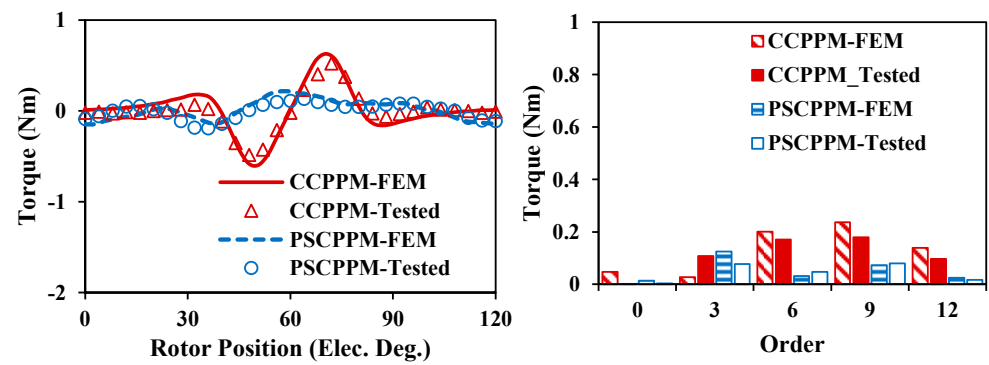 1
0
-1
-2
Torque (Nm)
CCPPM-FEM
CCPPM-Tested
PSCPPM-FEM
PSCPPM-Tested
0 30 60 90 120
Rotor Position (Elec. Deg.)
1
0.8
0.6
0.4
0.2
0
Torque (Nm)
CCPPM-FEM
CCPPM_Tested
PSCPPM-FEM
PSCPPM-Tested
0 3 6 9 12
Order